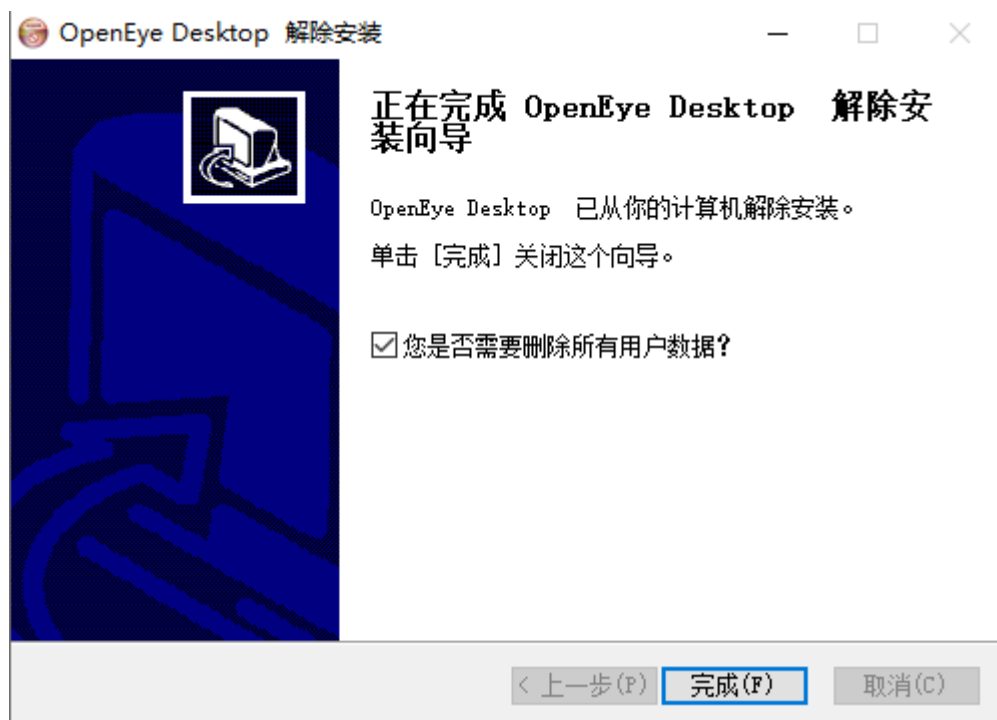 OpenEye Desktop 解除安装
正在完成 OpenEye Desktop 解除安
装向导
OpenEye Desktop 已从你的计算机解除安装。
单击 [完成] 关闭这个向导。
您是否需要删除所有用户数据?
< 上一步(P) 完成(F) 取消(C)